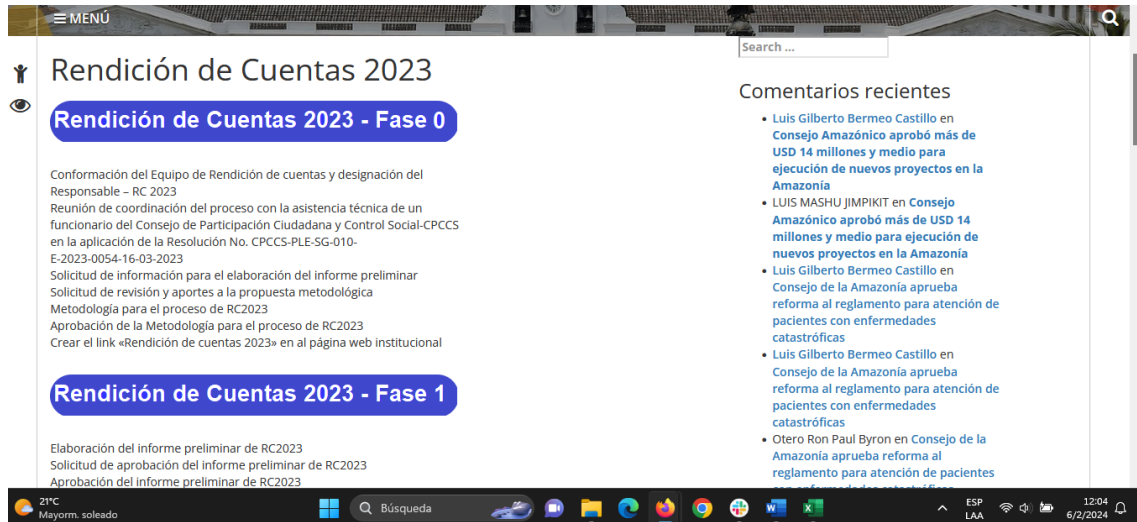 MENÚ
Search ...
Rendición de Cuentas 2023
Rendición de Cuentas 2023 - Fase 0
Conformación del Equipo de Rendición de cuentas y designación del
Responsable – RC 2023
Reunión de coordinación del proceso con la asistencia técnica de un
funcionario del Consejo de Participación Ciudadana y Control Social-CPCCS
en la aplicación de la Resolución No. CPCCS-PLE-SG-010-
E-2023-0054-16-03-2023
Solicitud de información para el elaboración del informe preliminar
Solicitud de revisión y aportes a la propuesta metodológica
Metodología para el proceso de RC2023
Aprobación de la Metodología para el proceso de RC2023
Crear el link «Rendición de cuentas 2023» en al página web institucional
Rendición de Cuentas 2023 - Fase 1
Elaboración del informe preliminar de RC2023
Solicitud de aprobación del informe preliminar de RC2023
Aprobación del informe preliminar de RC2023
Comentarios recientes
Luis Gilberto Bermeo Castillo en
Consejo Amazónico aprobó más de
USD 14 millones y medio para
ejecución de nuevos proyectos en la
Amazonía
LUIS MASHU JIMPIKIT en Consejo
Amazónico aprobó más de USD 14
millones y medio para ejecución de
nuevos proyectos en la Amazonía
Luis Gilberto Bermeo Castillo en
Consejo de la Amazonía aprueba
reforma al reglamento para atención de
pacientes con enfermedades
catastróficas
Luis Gilberto Bermeo Castillo en
Consejo de la Amazonía aprueba
reforma al reglamento para atención de
pacientes con enfermedades
catastróficas
Otero Ron Paul Byron en Consejo de la
Amazonía aprueba reforma al
reglamento para atención de pacientes
con enfermedades catastróficas
21°C
Mayorm. soleado
Búsqueda
ESP
LAA
12:04
6/2/2024